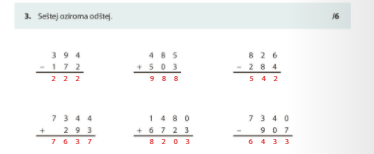 3. Seštej oziroma odštej. /6
3 9 4 4 8 5 8 2 6
− 1 7 2 + 5 0 3 − 2 8 4
2 2 2 9 8 8 5 4 2
7 3 4 4 1 4 8 0 7 3 4 0
+ 2 9 3 + 6 7 2 3 − 9 0 7
7 6 3 7 8 2 0 3 6 4 3 3